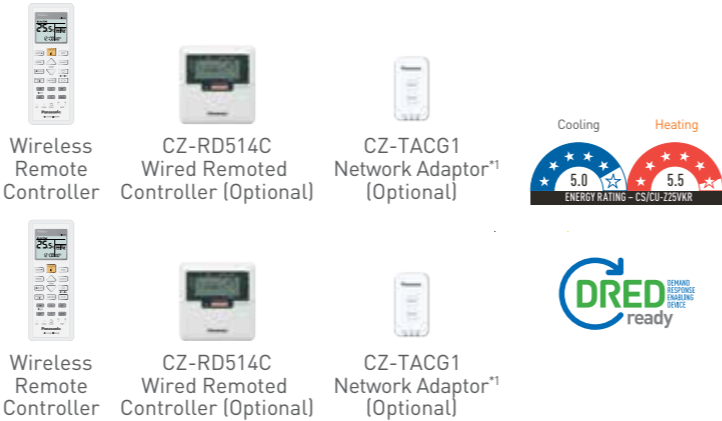 Wireless
Remote
Controller
CZ-RD514C
Wired Remoted
Controller (Optional)
CZ-TACG1
Network Adaptor*1
(Optional)
Cooling
Heating
5.0
5.5
ENERGY RATING – CS/CU-Z25VKR
Wireless
Remote
Controller
CZ-RD514C
Wired Remoted
Controller (Optional)
CZ-TACG1
Network Adaptor*1
(Optional)
DRED
DEMAND
RESPONSE
ENABLING
DEVICE
ready